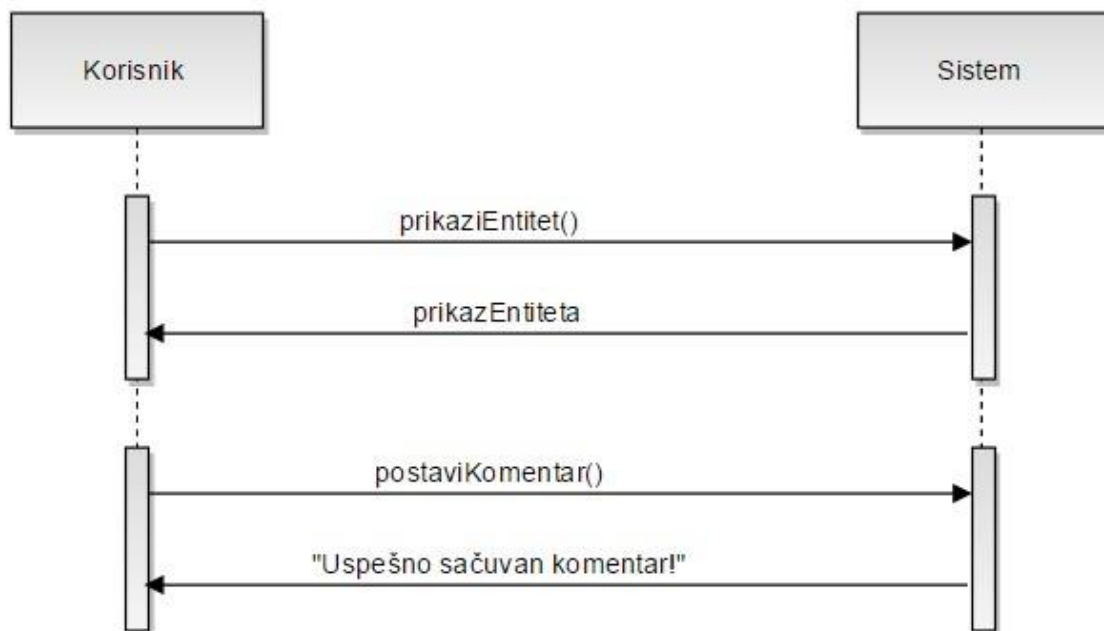 Korisnik
Sistem
prikaziEntitet()
prikazEntiteta
postaviKomentar()
"Uspešno sačuvan komentar!"